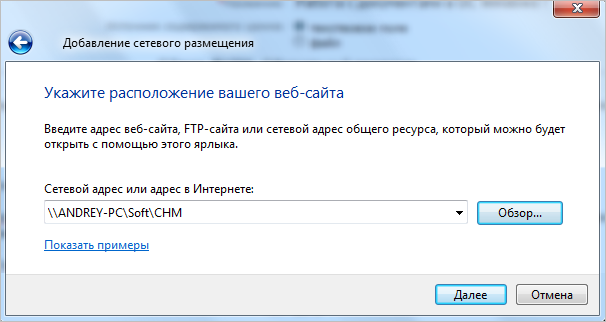 Добавление сетевого размещения
Укажите расположение вашего веб-сайта
Введите адрес веб-сайта, FTP-сайта или сетевой адрес общего ресурса, который можно будет
открыть с помощью этого ярлыка.
Сетевой адрес или адрес в Интернете:
\\ANDREY-PC\Soft\CHM
Обзор...
Показать примеры
Далее
Отмена